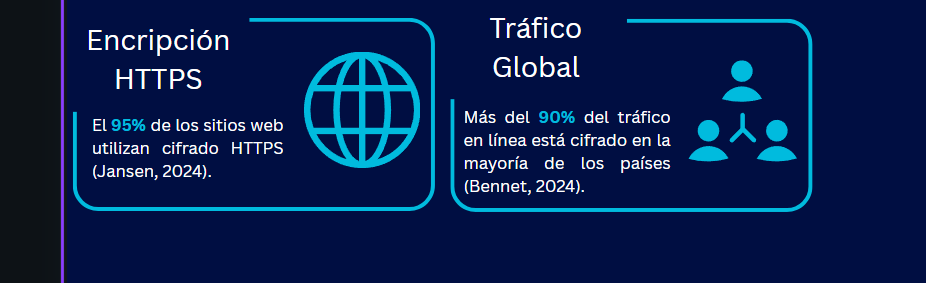 Encripción
HTTPS
El 95% de los sitios web
utilizan cifrado HTTPS
(Jansen, 2024).
Tráfico
Global
Más del 90% del tráfico
en línea está cifrado en la
mayoría de los países
(Bennet, 2024).